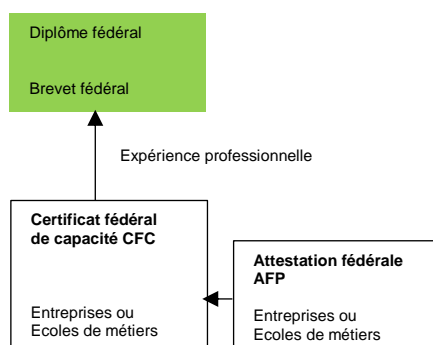 Diplôme fédéral
Brevet fédéral
Expérience professionnelle
Certificat fédéral
de capacité CFC
Entreprises ou
Ecoles de métiers
Attestation fédérale
AFP
Entreprises ou
Ecoles de métiers